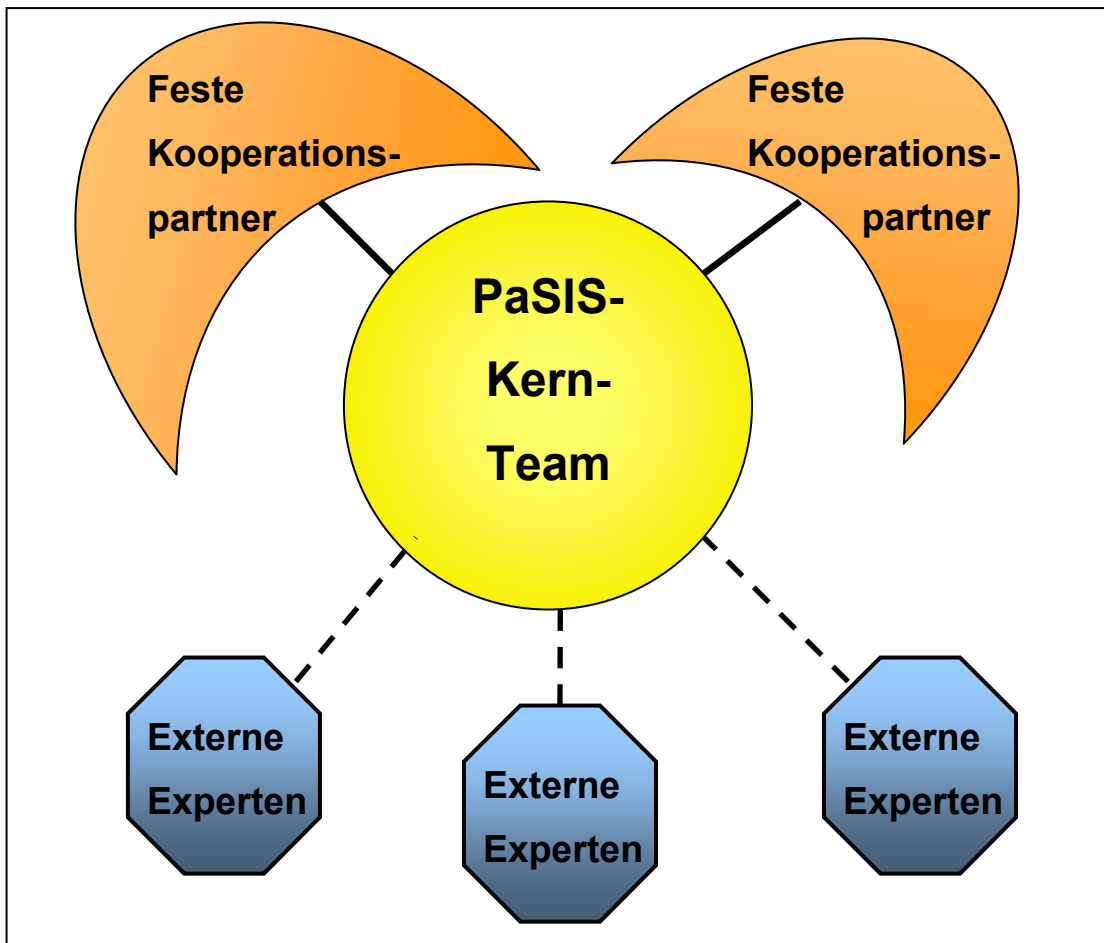 Feste
Kooperations-
partner
Feste
Kooperations-
partner
PaSIS-
Kern-
Team
Externe
Experten
Externe
Experten
Externe
Experten